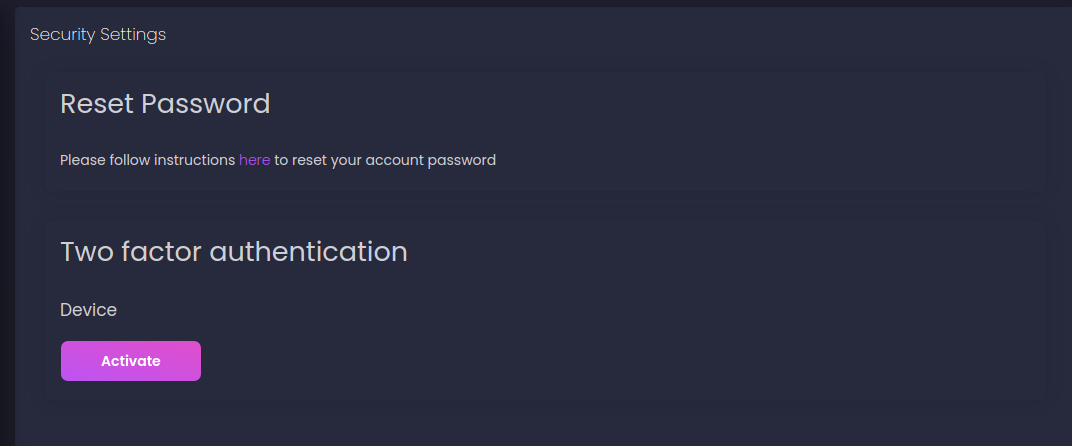 Security Settings
Reset Password
Please follow instructions here to reset your account password
Two factor authentication
Device
Activate